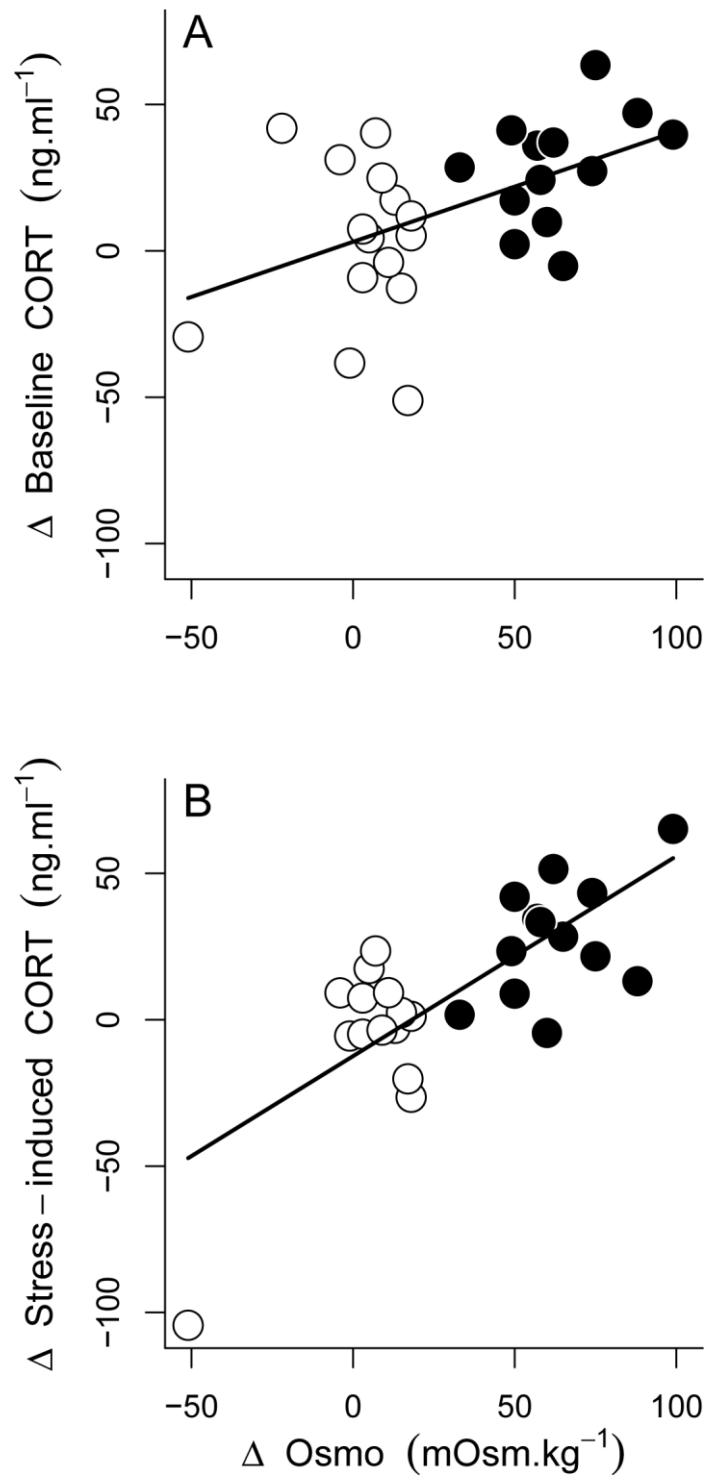 A
Δ Baseline CORT (ng.ml⁻¹)
50
0
−50
−100
−50 0 50 100
B
Δ Stress−induced CORT (ng.ml⁻¹)
50
0
−50
−100
−50 0 50 100
Δ Osmo (mOsm.kg⁻¹)